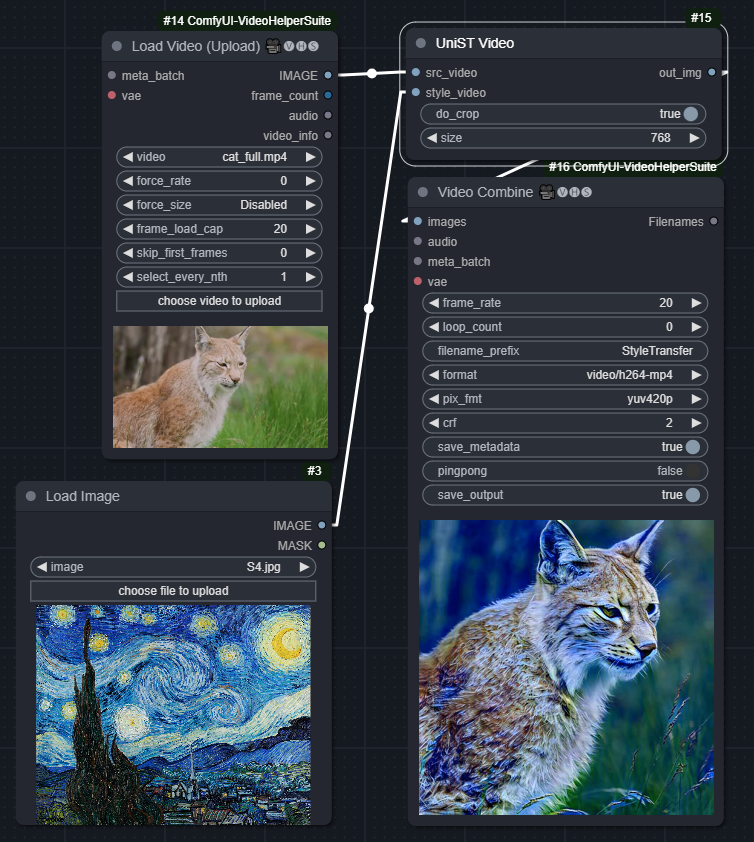 #14 ComfyUI-VideoHelperSuite
Load Video (Upload) 🎥🅥🅗🅢
meta_batch IMAGE
vae frame_count
audio
video_info
video cat_full.mp4
force_rate 0
force_size Disabled
frame_load_cap 20
skip_first_frames 0
select_every_nth 1
choose video to upload
#3
Load Image
IMAGE
MASK
image S4.jpg
choose file to upload
#15
UniST Video
src_video out_img
style_video
do_crop true
size 768
#16 ComfyUI-VideoHelperSuite
Video Combine 🎥🅥🅗🅢
images Filenames
audio
meta_batch
vae
frame_rate 20
loop_count 0
filename_prefix StyleTransfer
format video/h264-mp4
pix_fmt yuv420p
crf 2
save_metadata true
pingpong false
save_output true